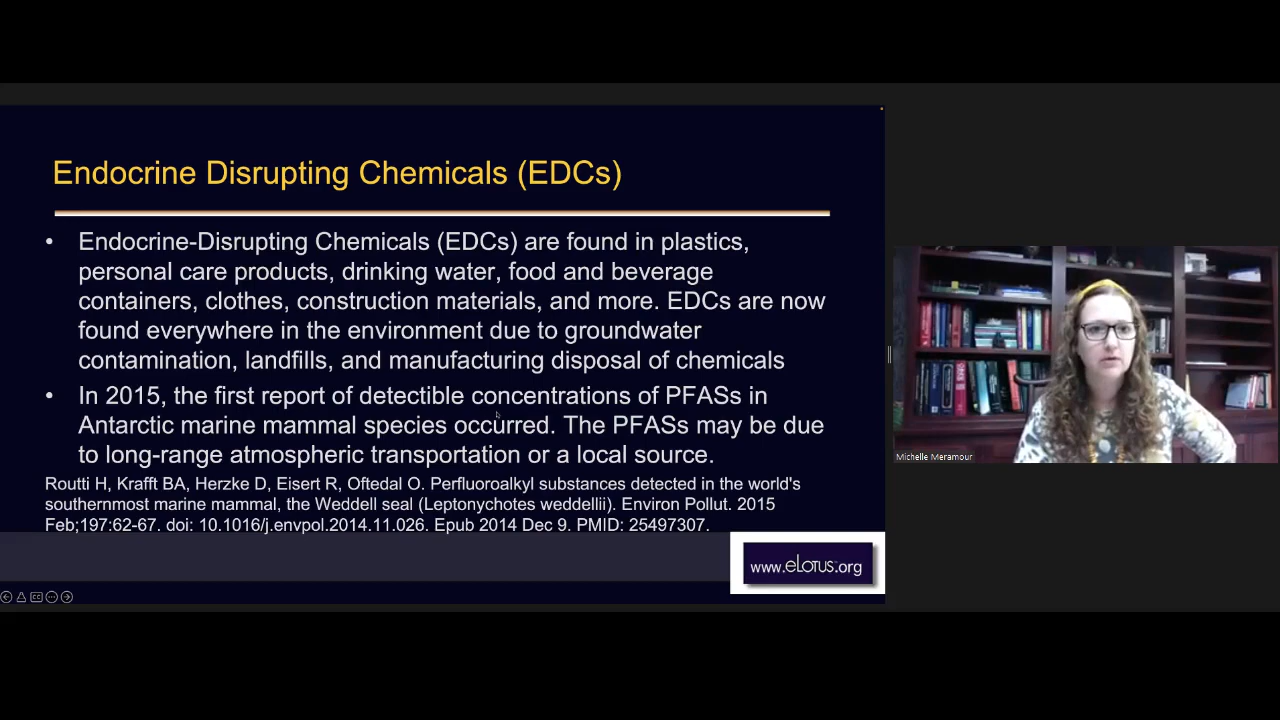 Endocrine Disrupting Chemicals (EDCs)
• Endocrine-Disrupting Chemicals (EDCs) are found in plastics,
personal care products, drinking water, food and beverage
containers, clothes, construction materials, and more. EDCs are now
found everywhere in the environment due to groundwater
contamination, landfills, and manufacturing disposal of chemicals
• In 2015, the first report of detectible concentrations of PFASs in
Antarctic marine mammal species occurred. The PFASs may be due
to long-range atmospheric transportation or a local source.
Routti H, Krafft BA, Herzke D, Eisert R, Oftedal O. Perfluoroalkyl substances detected in the world's
southernmost marine mammal, the Weddell seal (Leptonychotes weddellii). Environ Pollut. 2015
Feb;197:62-67. doi: 10.1016/j.envpol.2014.11.026. Epub 2014 Dec 9. PMID: 25497307.
www.eLotus.org
Michelle Meramour